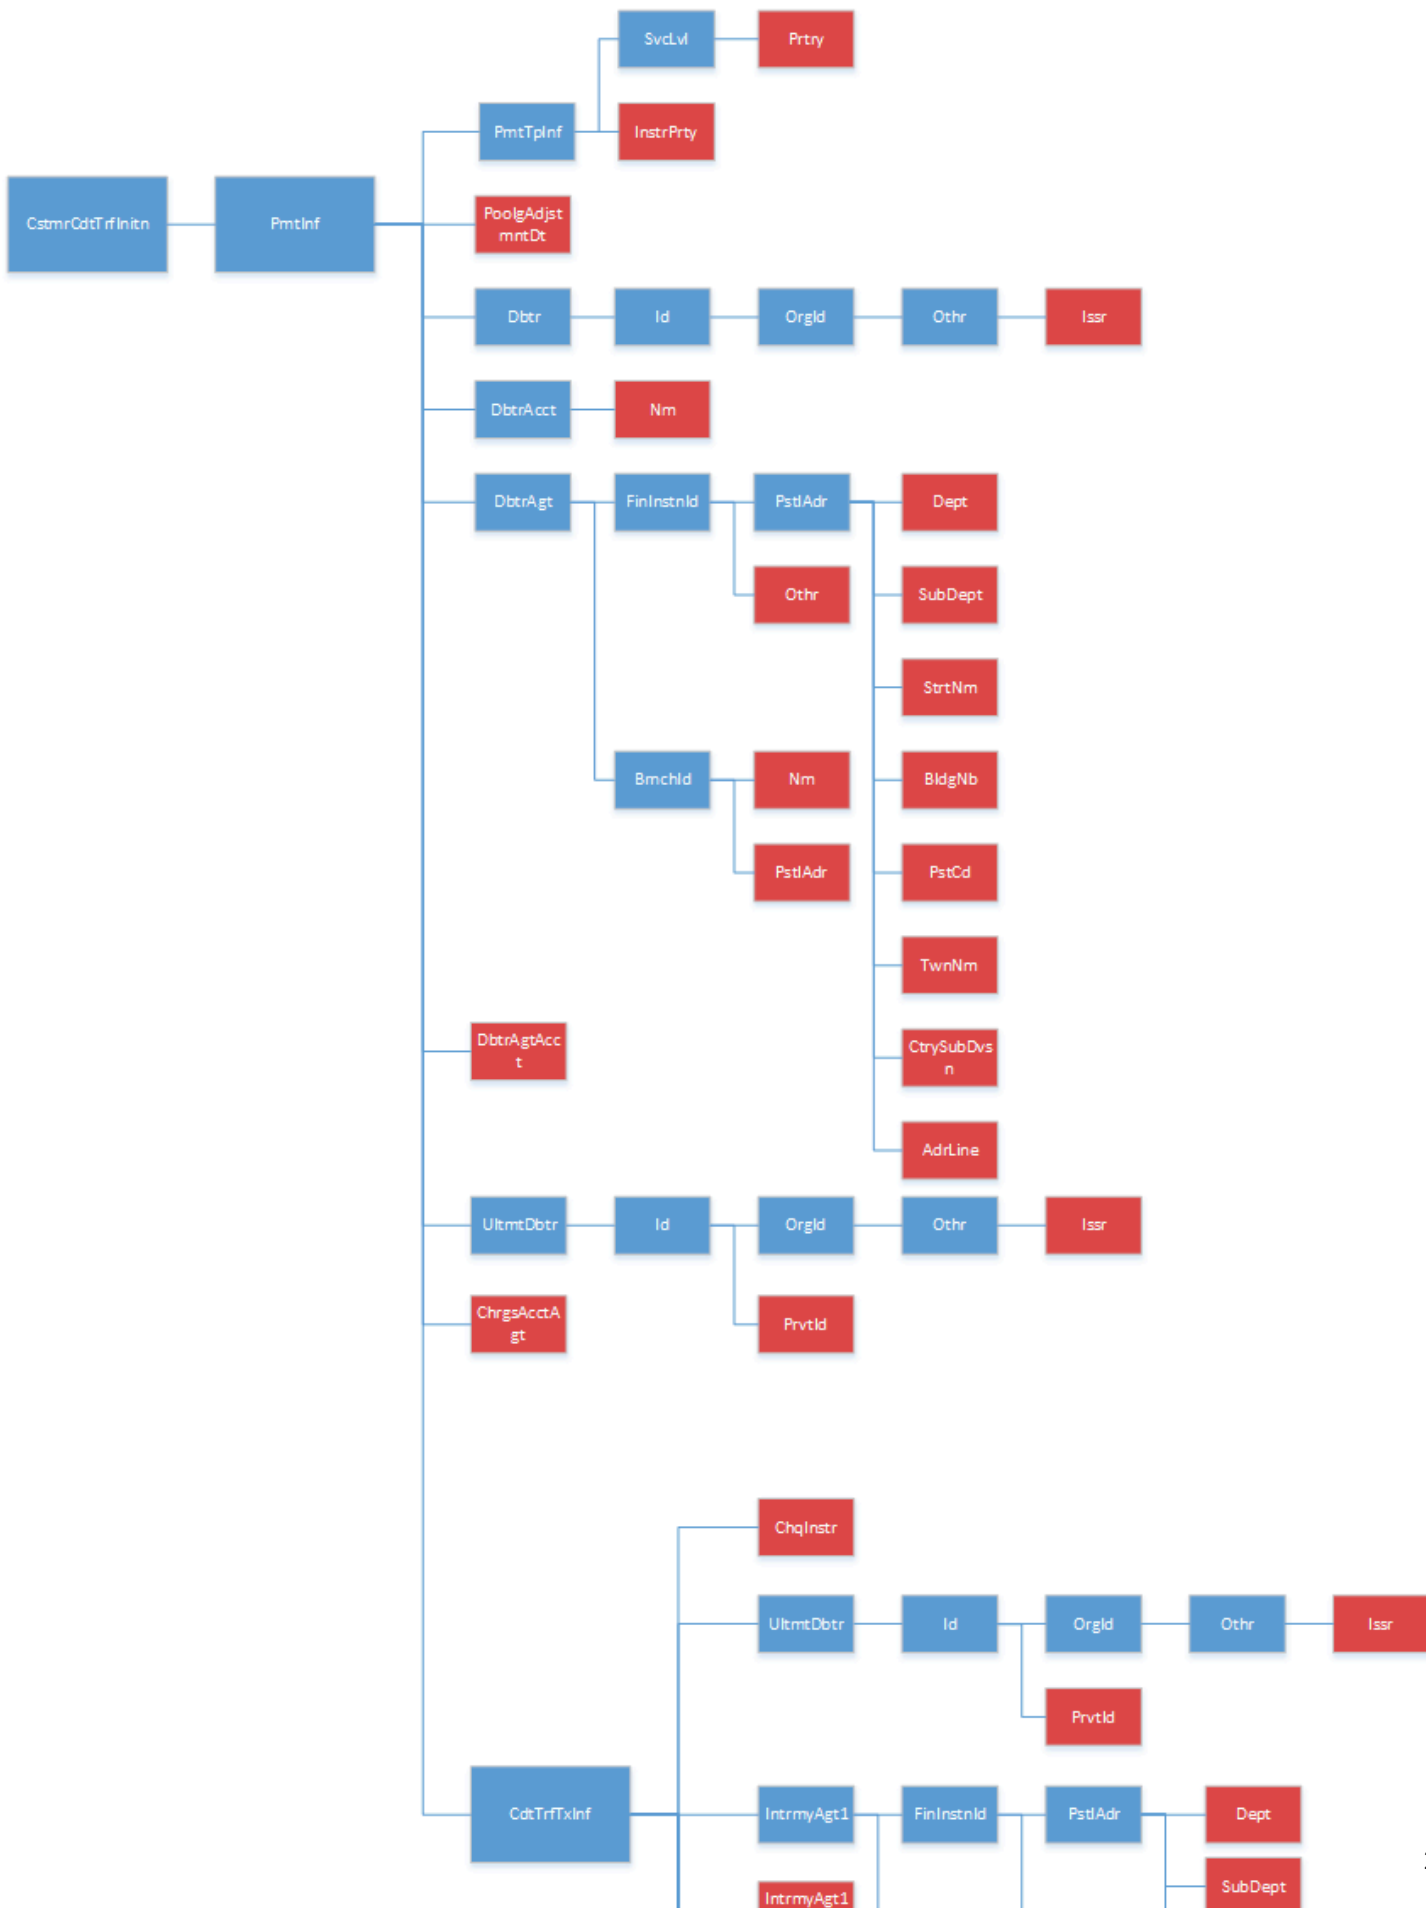 SvcLvl
Prtry
PmtTpInf
InstrPrty
CstmrCdtTrfInitn
PmtInf
PoolgAdjst
mntDt
Dbtr
Id
OrgId
Othr
Issr
DbtrAcct
Nm
DbtrAgt
FinInstnId
PstlAdr
Dept
Othr
SubDept
StrtNm
BrnchId
Nm
BldgNb
PstlAdr
PstCd
TwnNm
DbtrAgtAcc
t
CtrySubDvs
n
AdrLine
UltmtDbtr
Id
OrgId
Othr
Issr
ChrgsAcctA
gt
PrvtId
ChqInstr
UltmtDbtr
Id
OrgId
Othr
Issr
PrvtId
CdtTrfTxInf
IntrmyAgt1
FinInstnId
PstlAdr
Dept
SubDept
IntrmyAgt1